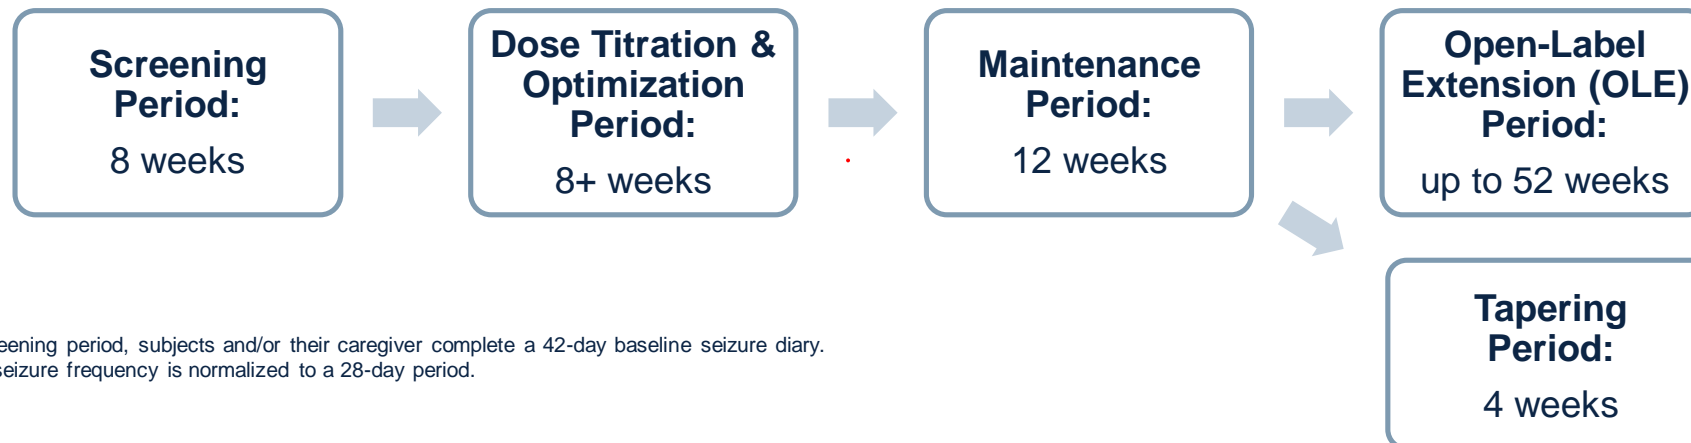 Screening
Period:
8 weeks
Dose Titration &
Optimization
Period:
8+ weeks
Maintenance
Period:
12 weeks
Open-Label
Extension (OLE)
Period:
up to 52 weeks
Tapering
Period:
4 weeks
eening period, subjects and/or their caregiver complete a 42-day baseline seizure diary.
seizure frequency is normalized to a 28-day period.